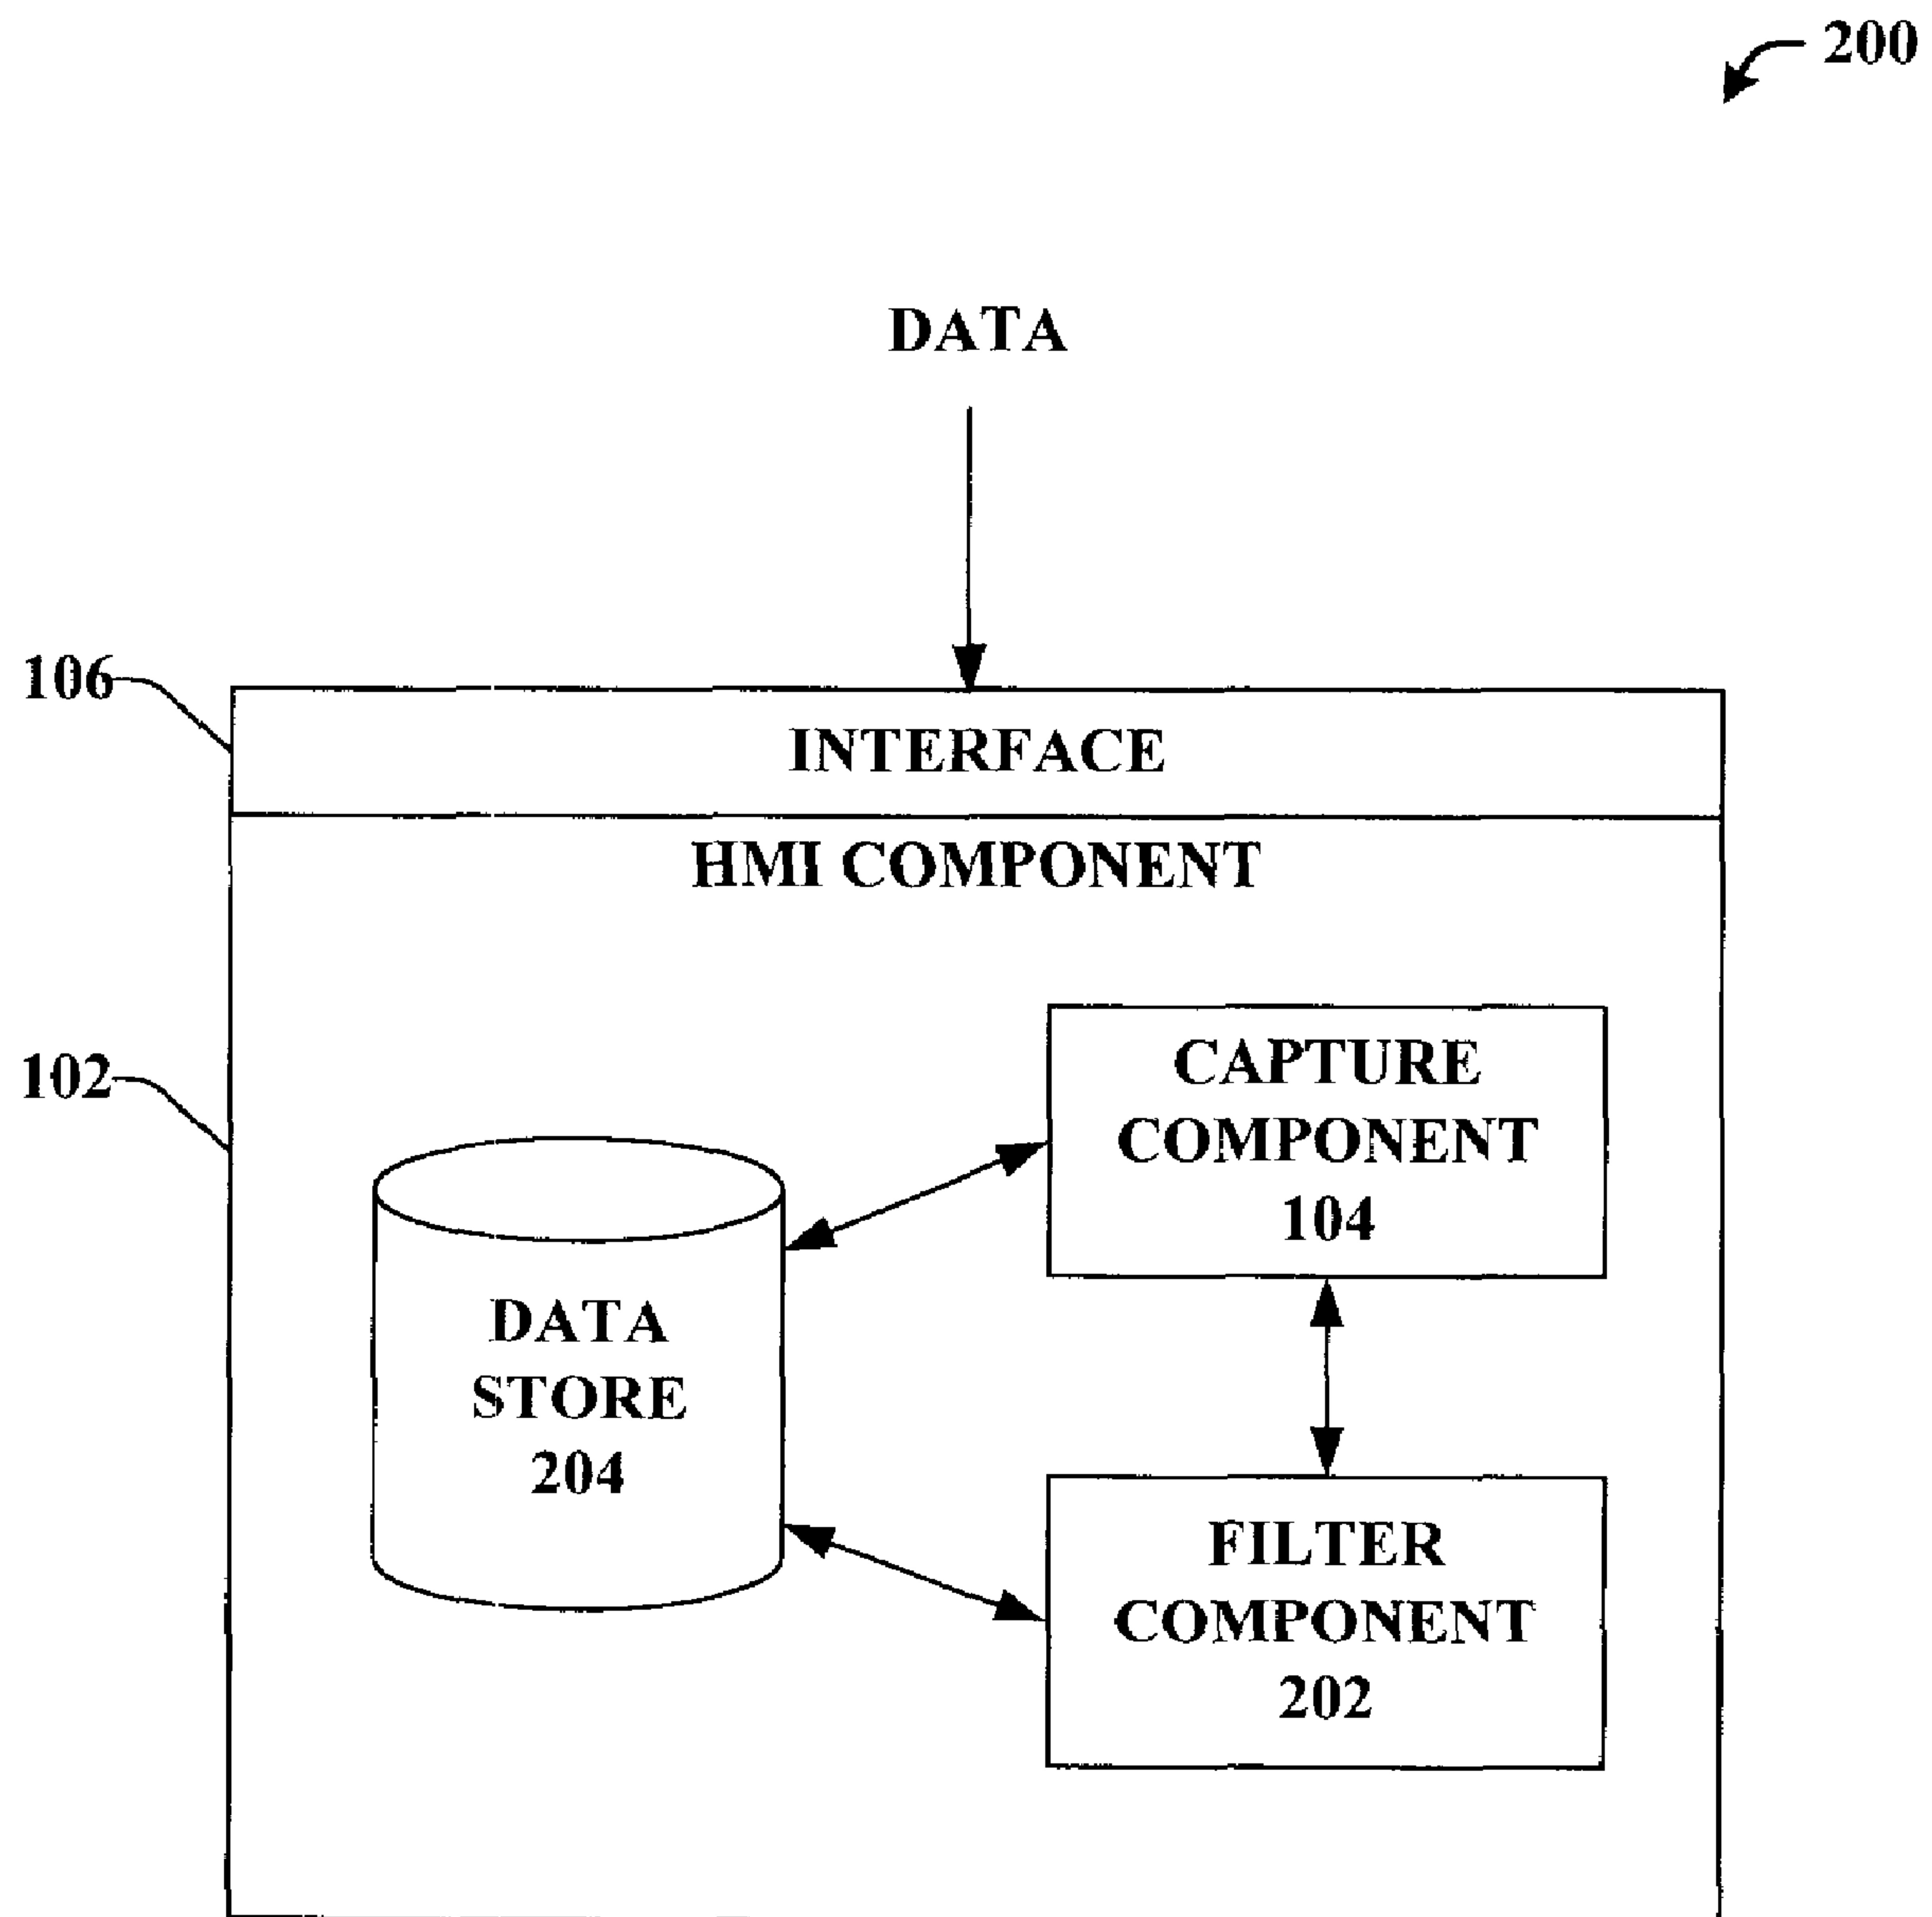 200
DATA
106
INTERFACE
HMI COMPONENT
102
CAPTURE
COMPONENT
104
DATA
STORE
204
FILTER
COMPONENT
202